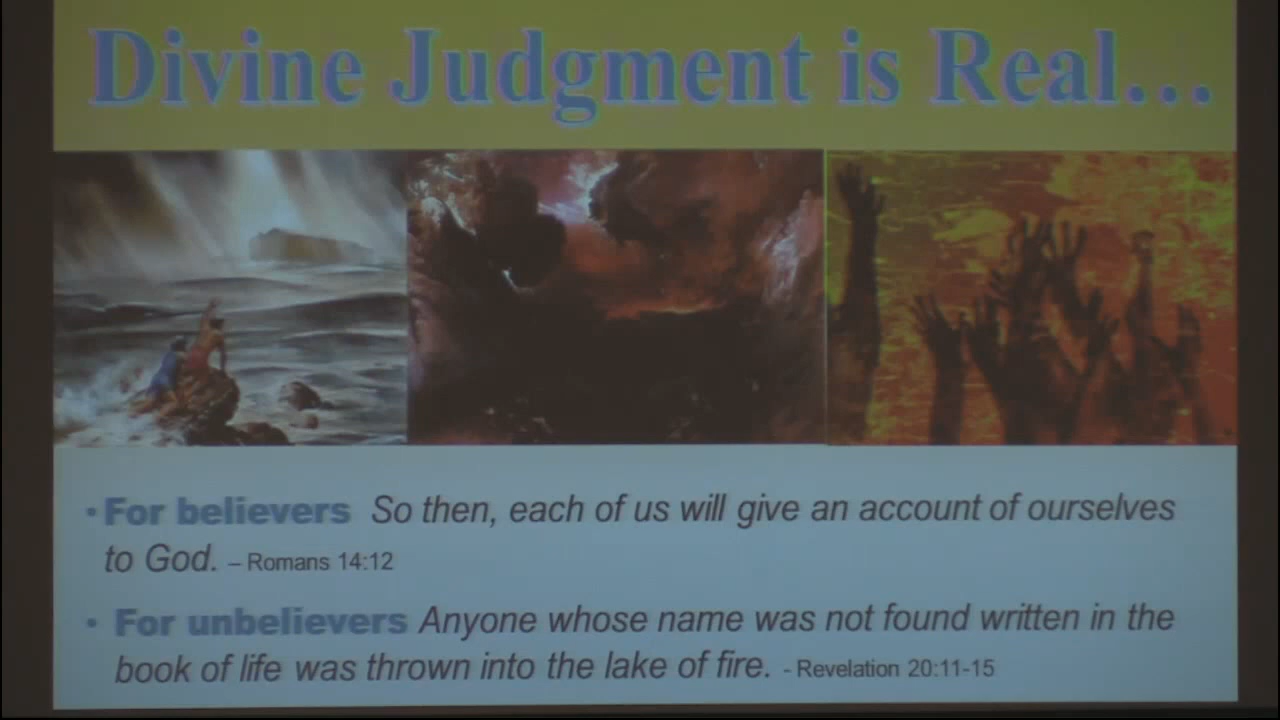 Divine Judgment is Real...
• For believers So then, each of us will give an account of ourselves
to God. – Romans 14:12
• For unbelievers Anyone whose name was not found written in the
book of life was thrown into the lake of fire. - Revelation 20:11-15